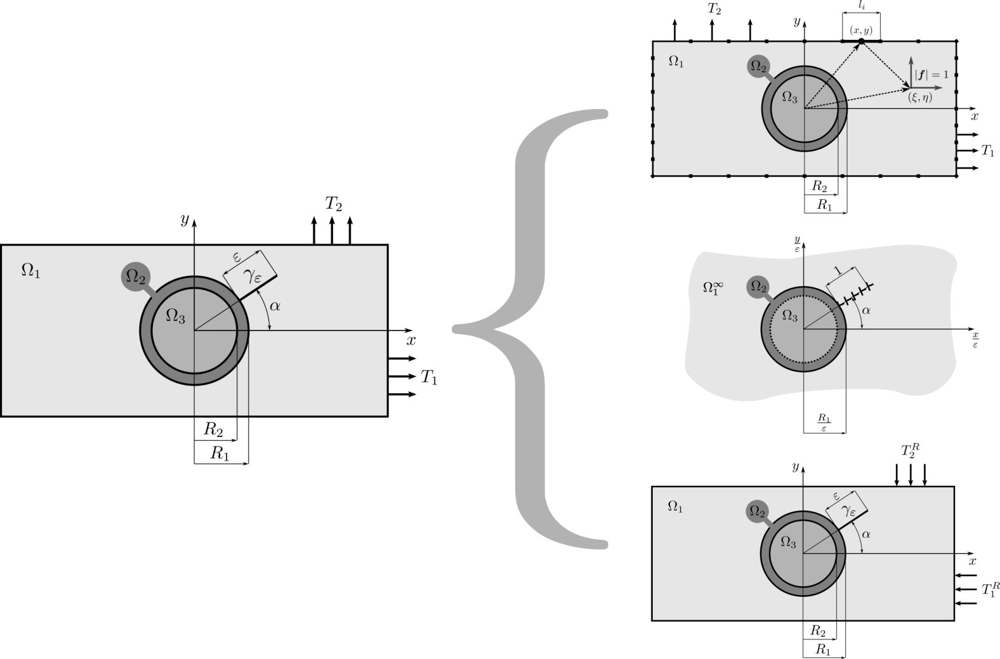 T₂
y
Ω₁
Ω₂
ε
γε
α
Ω₃
x
T₁
R₂
R₁
T₂
lᵢ
y
(x, y)
Ω₁
Ω₂
|f| = 1
Ω₃
(ξ, η)
x
T₁
R₂
R₁
y/ε
1
Ω₁^∞
Ω₂
Ω₃
α
x/ε
R₁/ε
T₂ᴿ
y
ε
Ω₁
Ω₂
γε
α
Ω₃
x
T₁ᴿ
R₂
R₁